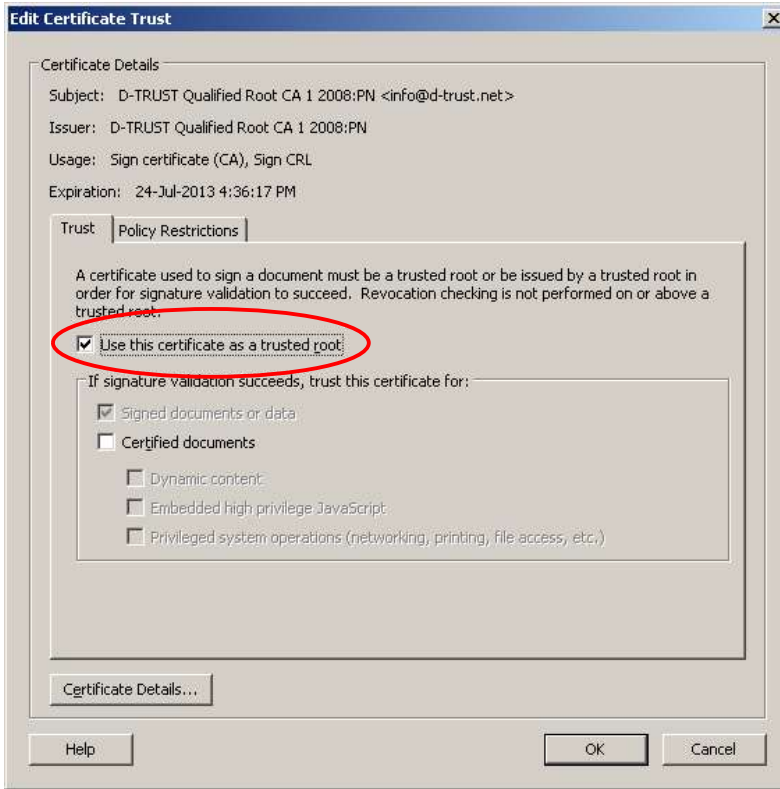 Edit Certificate Trust
Certificate Details
Subject: D-TRUST Qualified Root CA 1 2008:PN <info@d-trust.net>
Issuer: D-TRUST Qualified Root CA 1 2008:PN
Usage: Sign certificate (CA), Sign CRL
Expiration: 24-Jul-2013 4:36:17 PM
Trust
Policy Restrictions
A certificate used to sign a document must be a trusted root or be issued by a trusted root in
order for signature validation to succeed. Revocation checking is not performed on or above a
trusted root.
Use this certificate as a trusted root
If signature validation succeeds, trust this certificate for:
Signed documents or data
Certified documents
Dynamic content
Embedded high privilege JavaScript
Privileged system operations (networking, printing, file access, etc.)
Certificate Details...
Help
OK
Cancel